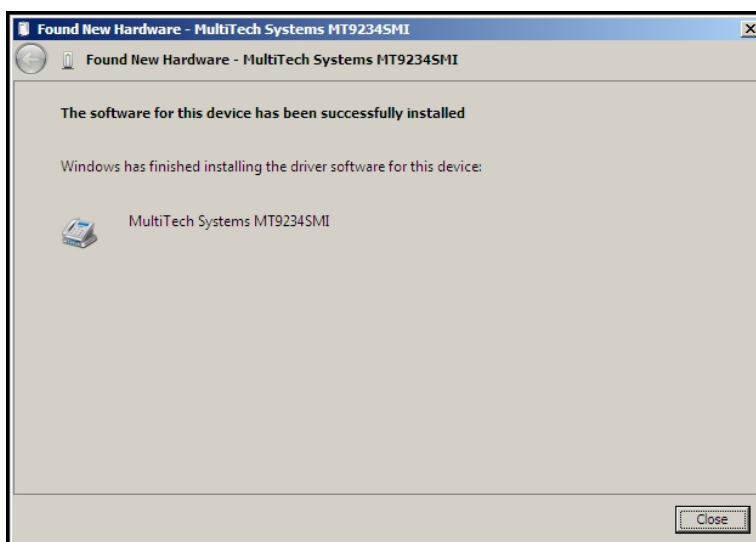 Found New Hardware - MultiTech Systems MT9234SMI
Found New Hardware - MultiTech Systems MT9234SMI
The software for this device has been successfully installed
Windows has finished installing the driver software for this device:
MultiTech Systems MT9234SMI
Close